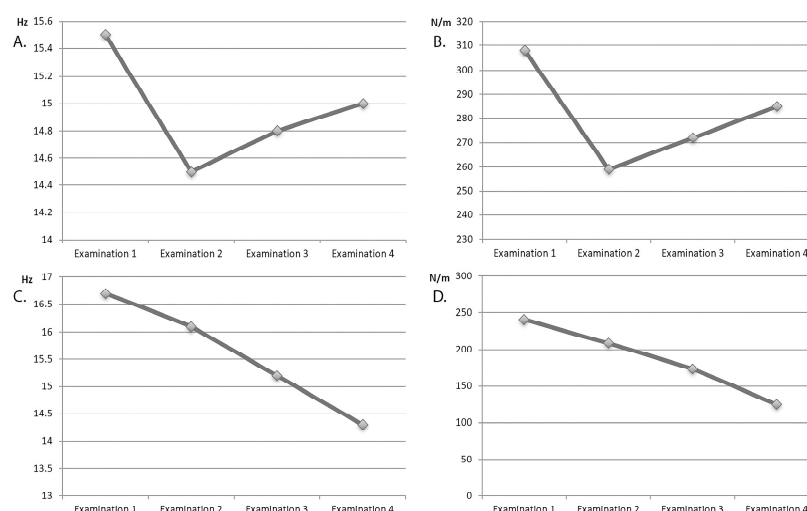 Hz 15.6
A.
15.4
15.2
15
14.8
14.6
14.4
14.2
14
Examination 1 Examination 2 Examination 3 Examination 4
N/m 320
B.
310
300
290
280
270
260
250
240
230
Examination 1 Examination 2 Examination 3 Examination 4
Hz 17
C. 16.5
16
15.5
15
14.5
14
13.5
13
Examination 1 Examination 2 Examination 3 Examination 4
N/m 300
D.
250
200
150
100
50
0
Examination 1 Examination 2 Examination 3 Examination 4